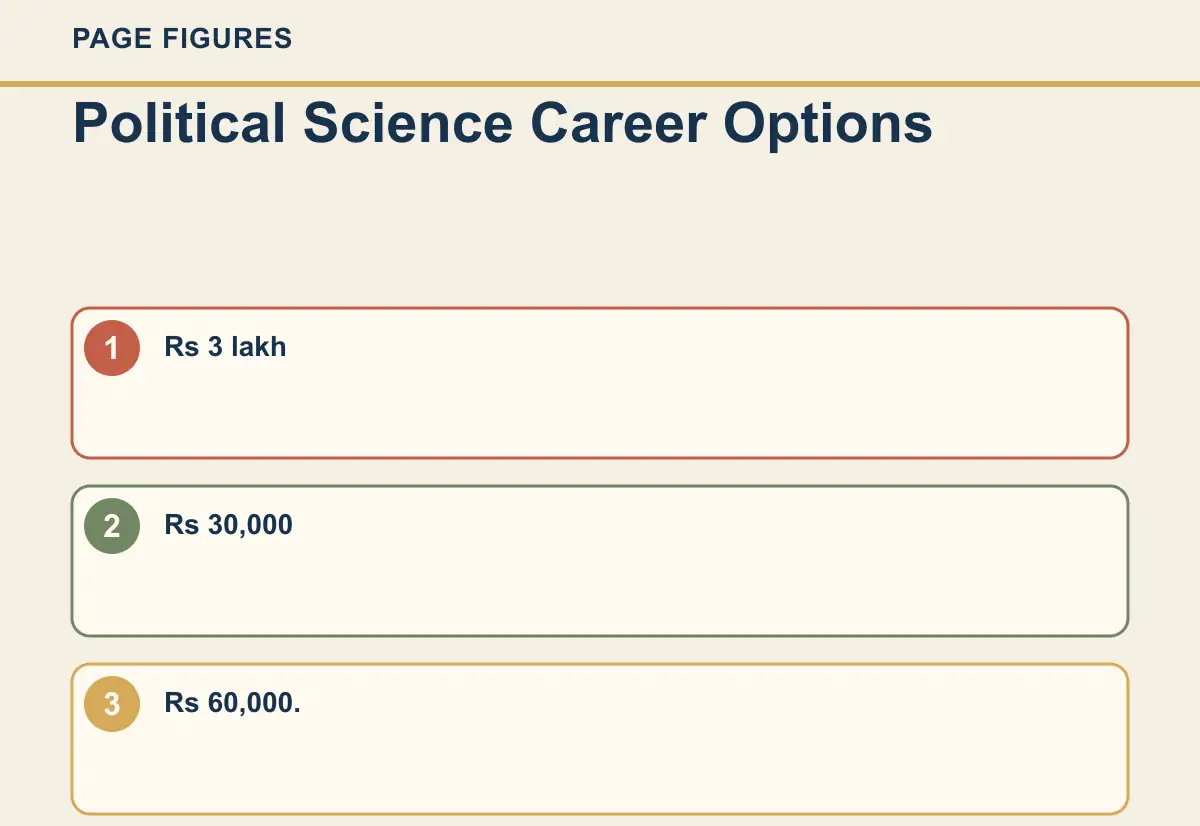 PAGE FIGURES
Political Science Career Options
1 Rs 3 lakh
2 Rs 30,000
3 Rs 60,000.